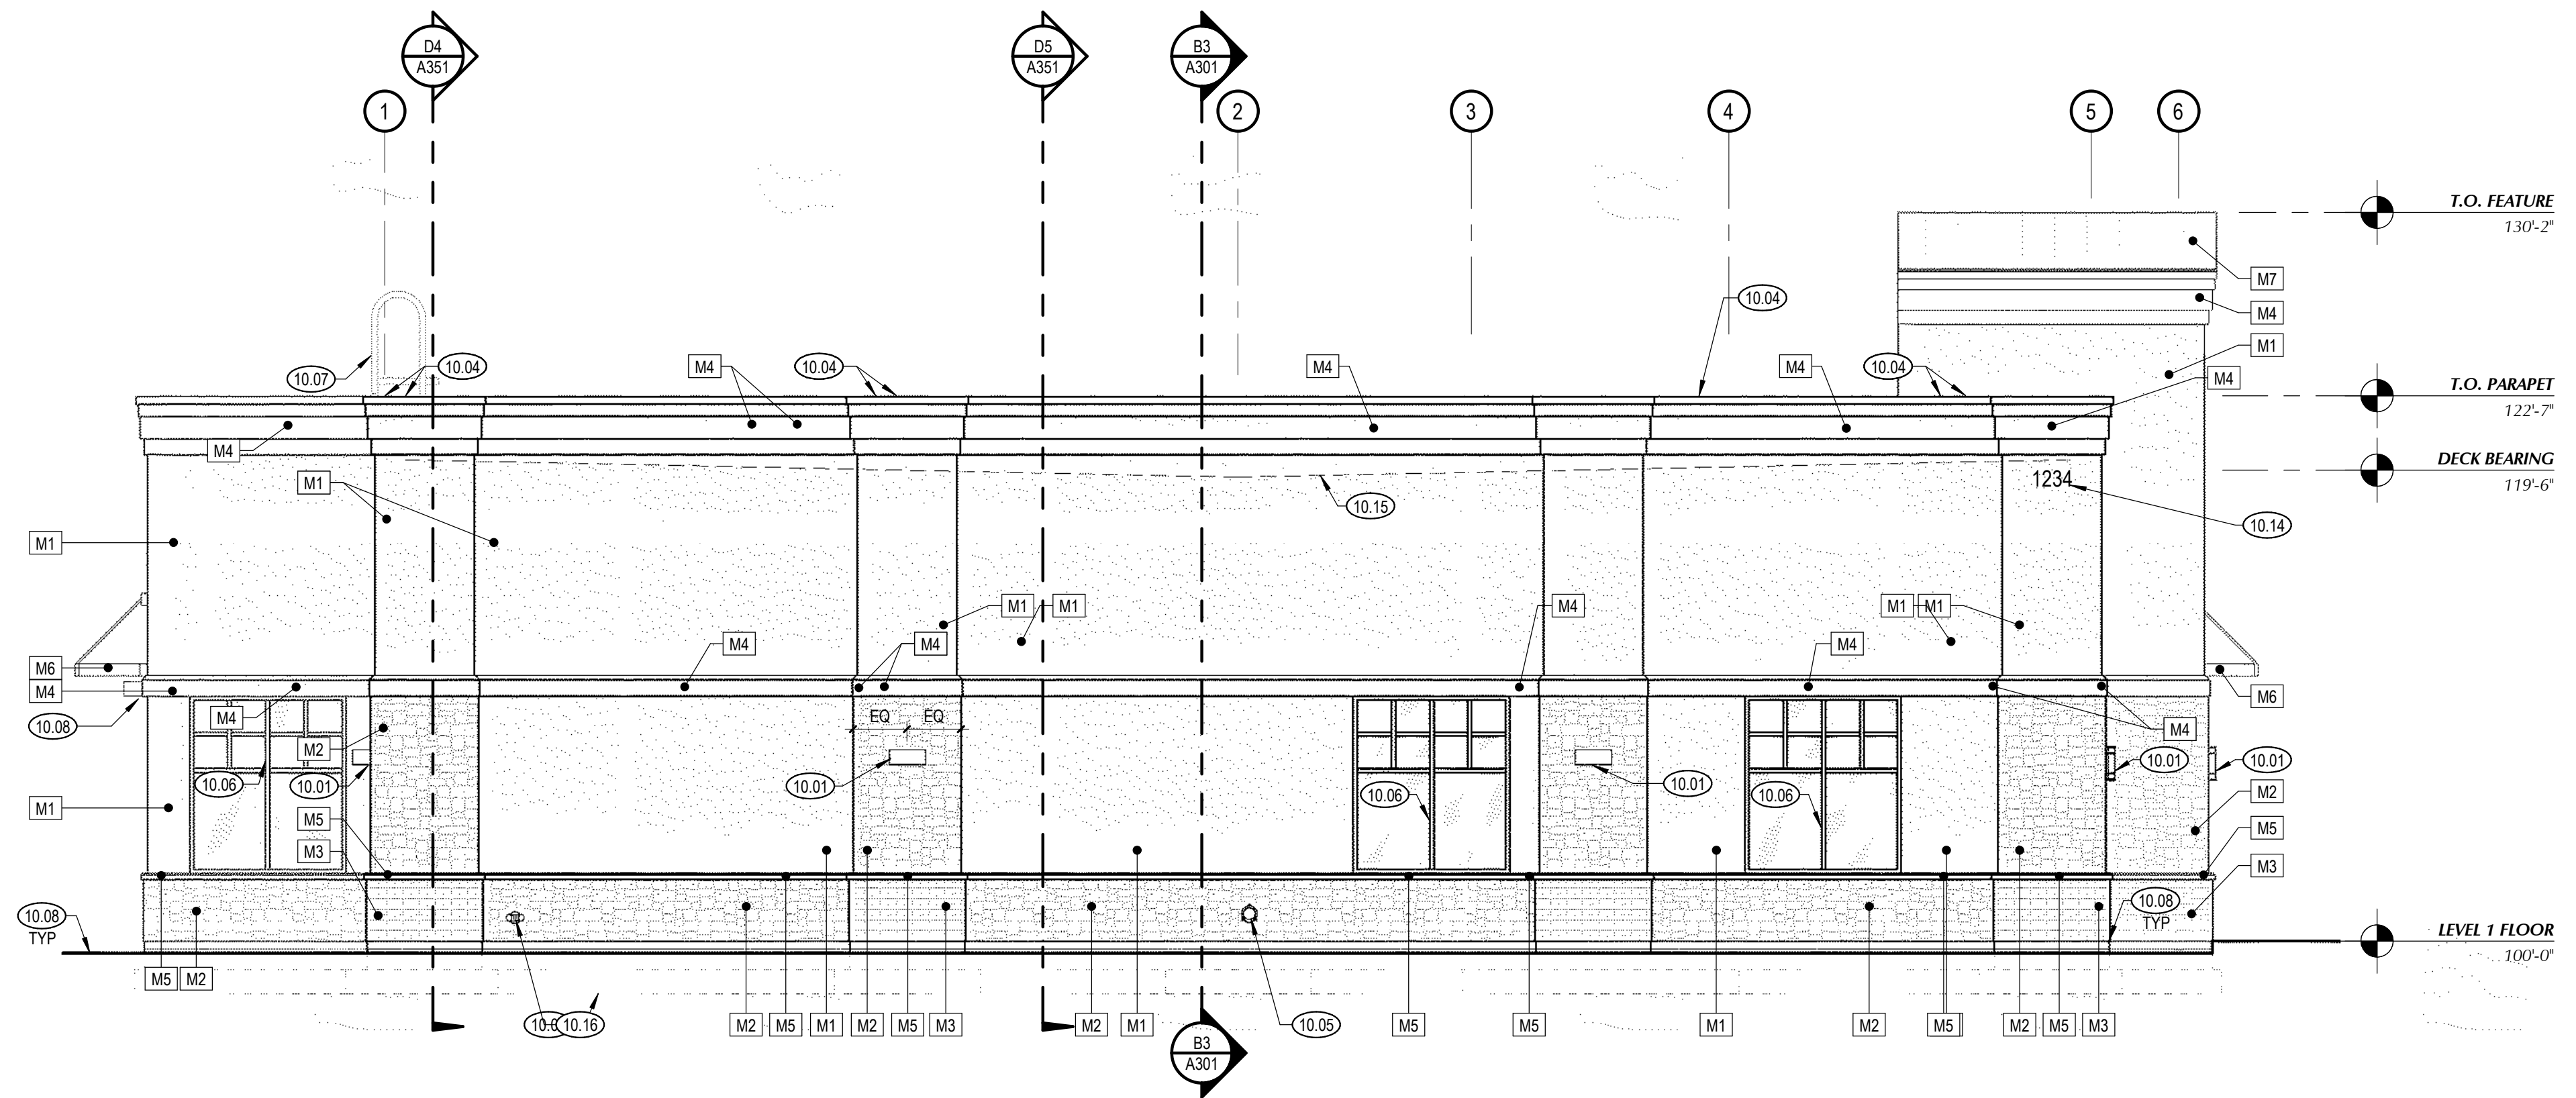 D4
A351
D5
A351
B3
A301
1
2
3
4
5
6
T.O. FEATURE
130'-2"
M7
10.04
M4
M1
10.07
10.04
M4
10.04
M4
M4
10.04
M4
T.O. PARAPET
122'-7"
M4
DECK BEARING
119'-6"
M1
1234
10.15
10.14
M1
M1
M1
M4
M1
M1
M4
M4
M4
M6
M4
M6
10.08
M4
EQ
EQ
M4
M2
10.06
10.01
10.01
10.06
10.01
10.06
10.01
10.01
M2
M1
M5
M5
M3
M3
10.08
TYP
10.08
TYP
LEVEL 1 FLOOR
100'-0"
M5
M2
10.16
M2
M5
M1
M2
M5
M3
M2
M1
10.05
M5
M5
M1
M2
M5
M2
M5
M3
B3
A301